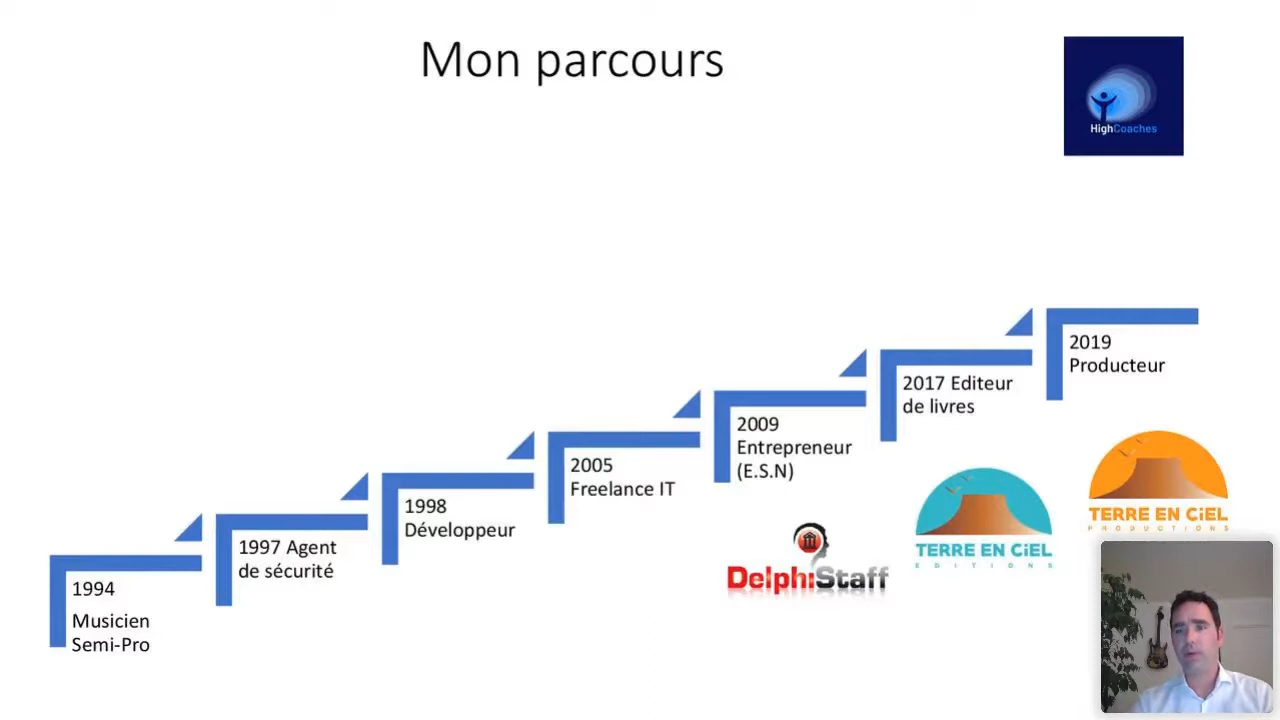 Mon parcours
HighCoaches
1994
Musicien
Semi-Pro
1997 Agent
de sécurité
1998
Développeur
2005
Freelance IT
2009
Entrepreneur
(E.S.N)
DelphiStaff
2017 Editeur
de livres
TERRE EN CiEL
EDITIONS
2019
Producteur
TERRE EN CiEL
PRODUCTIONS